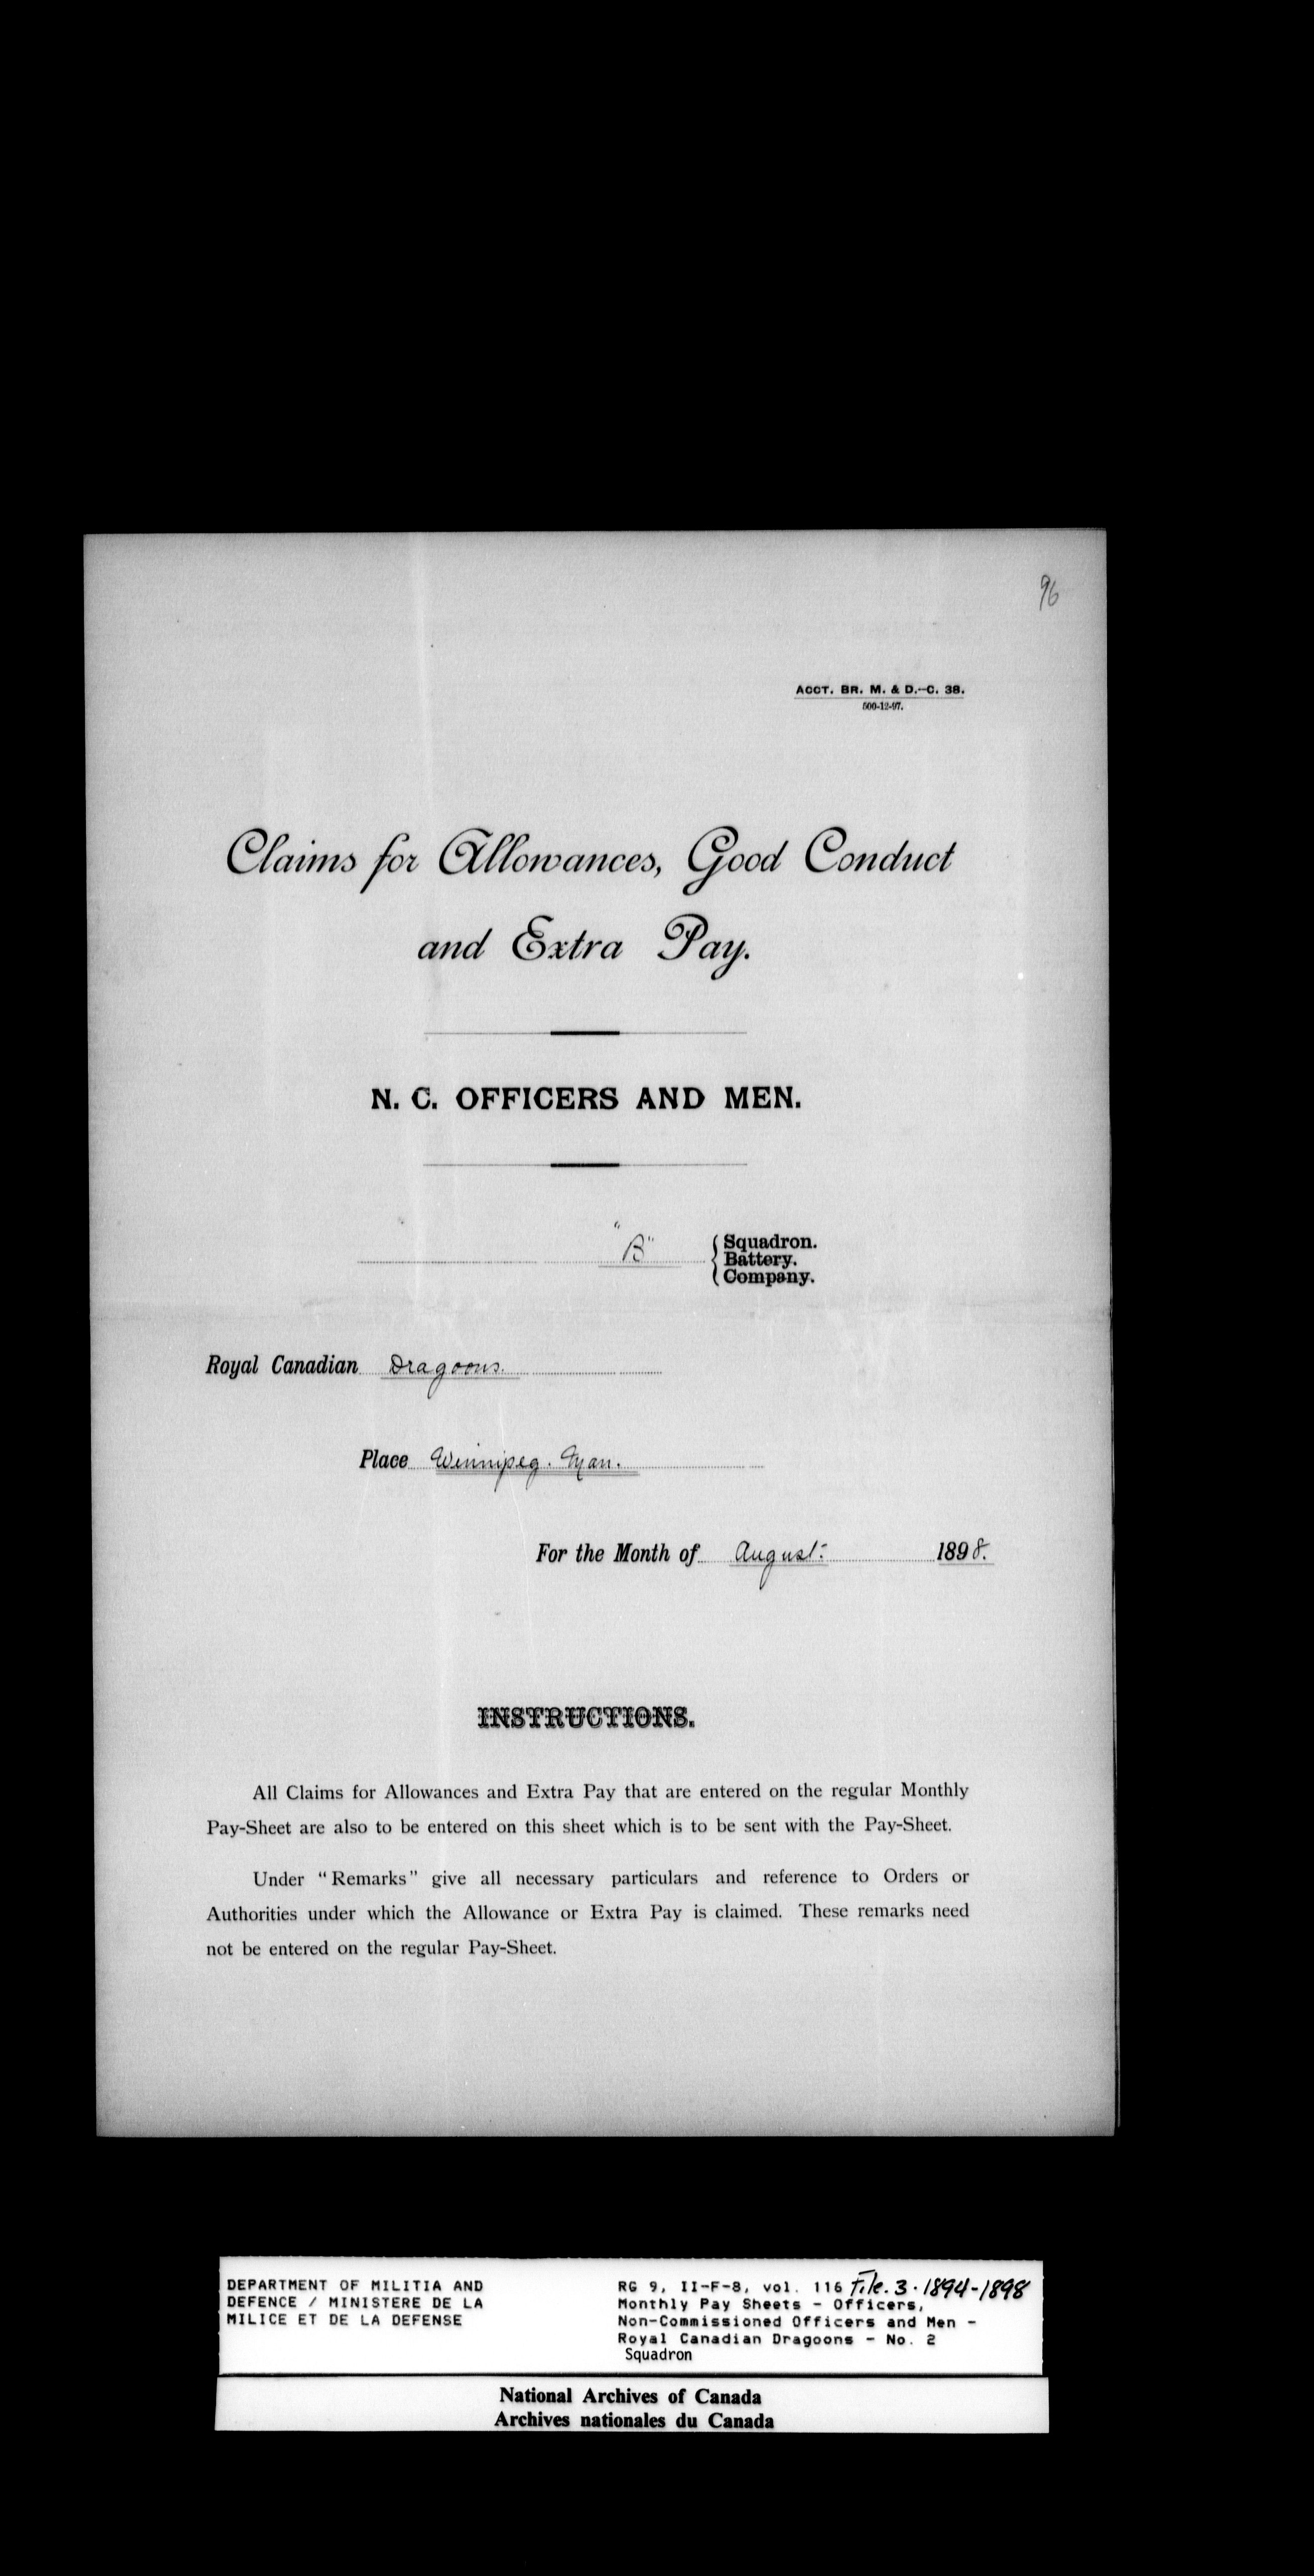 96
ACCT. BR. M. & D.—C. 38.
500-12-97.
Claims for Allowances, Good Conduct
and Extra Pay.
N. C. OFFICERS AND MEN.
"B"
Squadron.
Battery.
Company.
Royal Canadian Dragoons.
Place Winnipeg. Man.
For the Month of August. 1898.
INSTRUCTIONS.
All Claims for Allowances and Extra Pay that are entered on the regular Monthly
Pay-Sheet are also to be entered on this sheet which is to be sent with the Pay-Sheet.
Under "Remarks" give all necessary particulars and reference to Orders or
Authorities under which the Allowance or Extra Pay is claimed. These remarks need
not be entered on the regular Pay-Sheet.
DEPARTMENT OF MILITIA AND
DEFENCE / MINISTERE DE LA
MILICE ET DE LA DEFENSE
RG 9, II-F-8, vol. 116 File. 3. 1894-1898
Monthly Pay Sheets - Officers,
Non-Commissioned Officers and Men -
Royal Canadian Dragoons - No. 2
Squadron
National Archives of Canada
Archives nationales du Canada